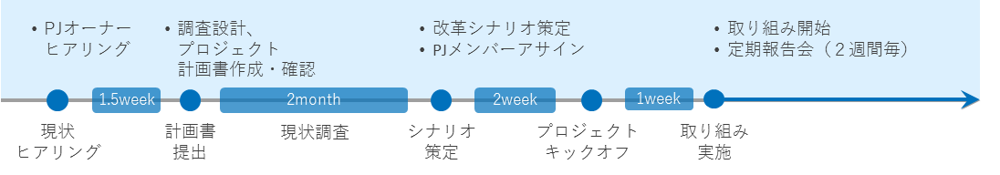 • PJオーナー
ヒアリング
• 調査設計、
プロジェクト
計画書作成・確認
• 改革シナリオ策定
• PJメンバーアサイン
• 取り組み開始
• 定期報告会（２週間毎）
1.5week
2month
2week
1week
現状
ヒアリング
計画書
提出
現状調査
シナリオ
策定
プロジェクト
キックオフ
取り組み
実施